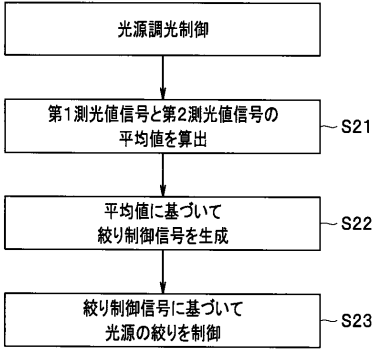 光源調光制御
第１測光値信号と第２測光値信号の
平均値を算出
S21
平均値に基づいて
絞り制御信号を生成
S22
絞り制御信号に基づいて
光源の絞りを制御
S23